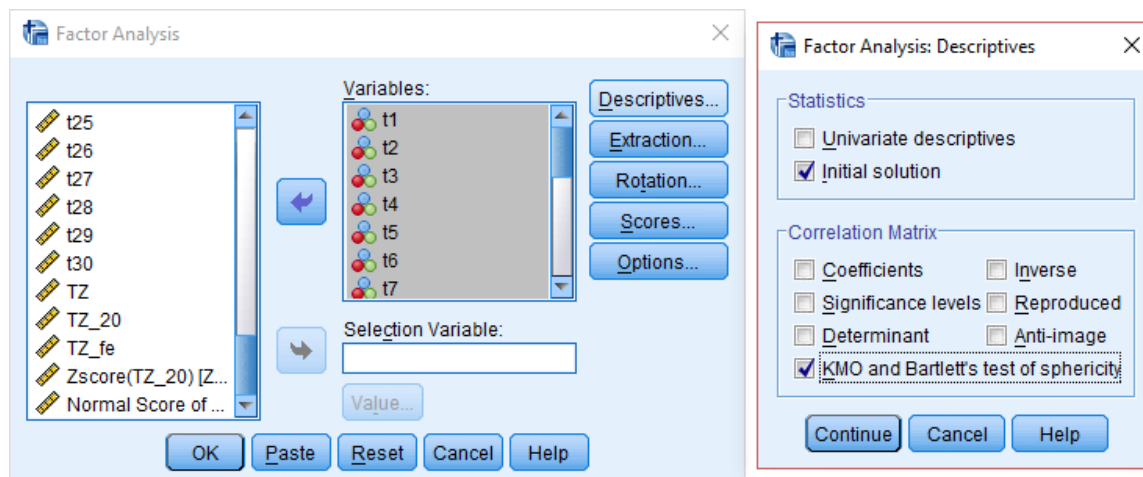 Factor Analysis
t25
t26
t27
t28
t29
t30
TZ
TZ_20
TZ_fe
Zscore(TZ_20) [Z...
Normal Score of ...
Variables:
t1
t2
t3
t4
t5
t6
t7
Selection Variable:
Value...
Descriptives...
Extraction...
Rotation...
Scores...
Options...
OK
Paste
Reset
Cancel
Help
Factor Analysis: Descriptives
Statistics
Univariate descriptives
Initial solution
Correlation Matrix
Coefficients
Inverse
Significance levels
Reproduced
Determinant
Anti-image
KMO and Bartlett's test of sphericity
Continue
Cancel
Help